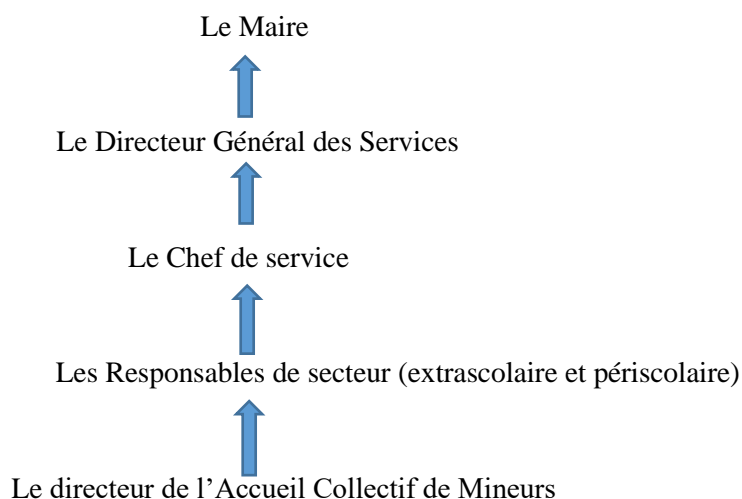 Le Maire
Le Directeur Général des Services
Le Chef de service
Les Responsables de secteur (extrascolaire et périscolaire)
Le directeur de l’Accueil Collectif de Mineurs